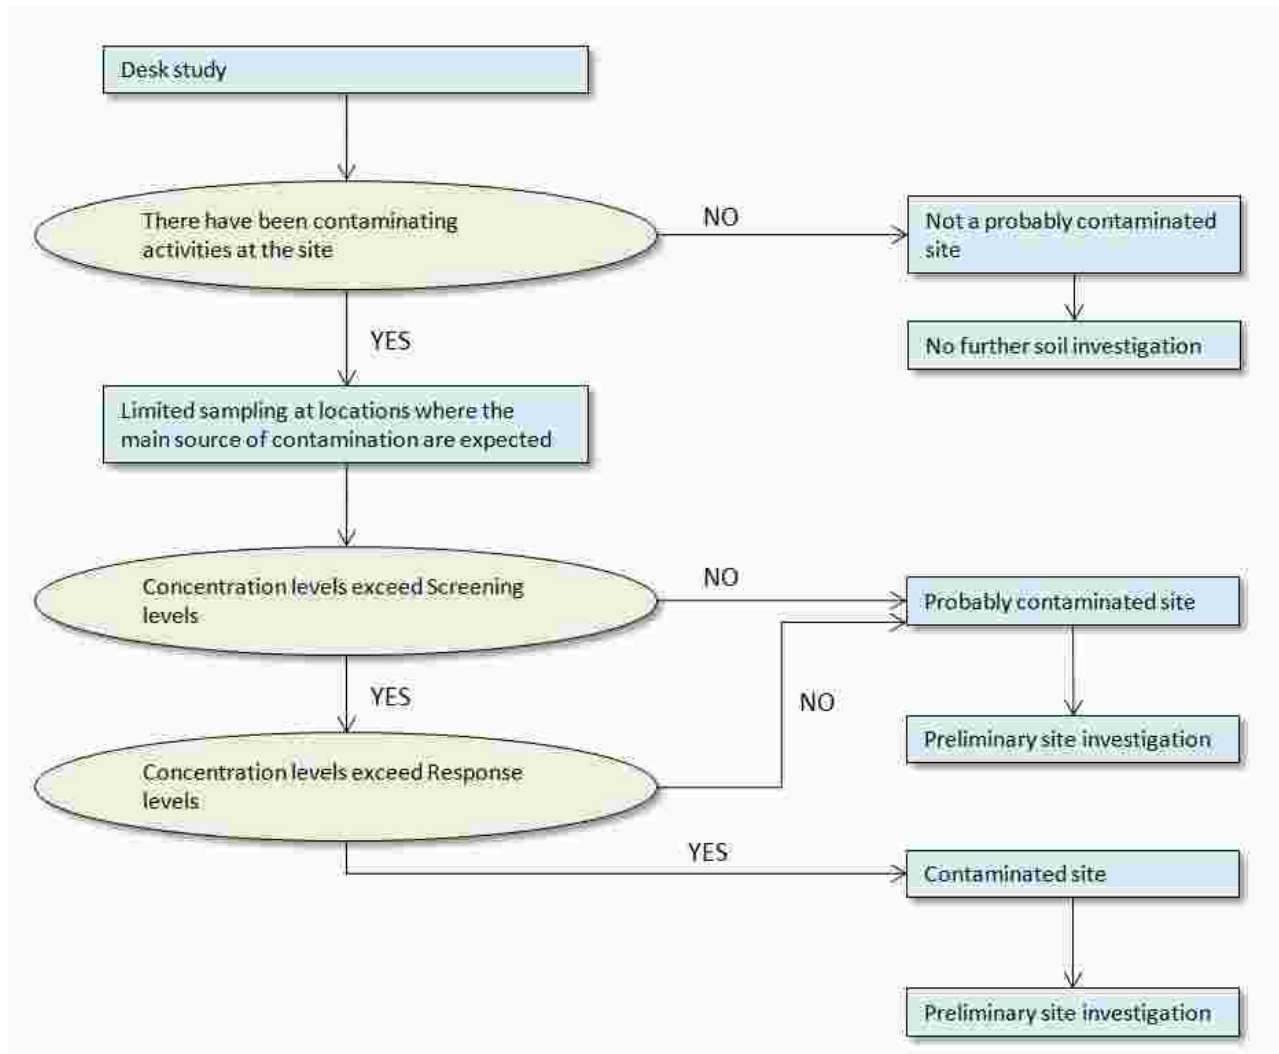 Desk study
There have been contaminating
activities at the site
NO
Not a probably contaminated
site
No further soil investigation
YES
Limited sampling at locations where the
main source of contamination are expected
Concentration levels exceed Screening
levels
NO
Probably contaminated site
YES
NO
Preliminary site investigation
Concentration levels exceed Response
levels
YES
Contaminated site
Preliminary site investigation